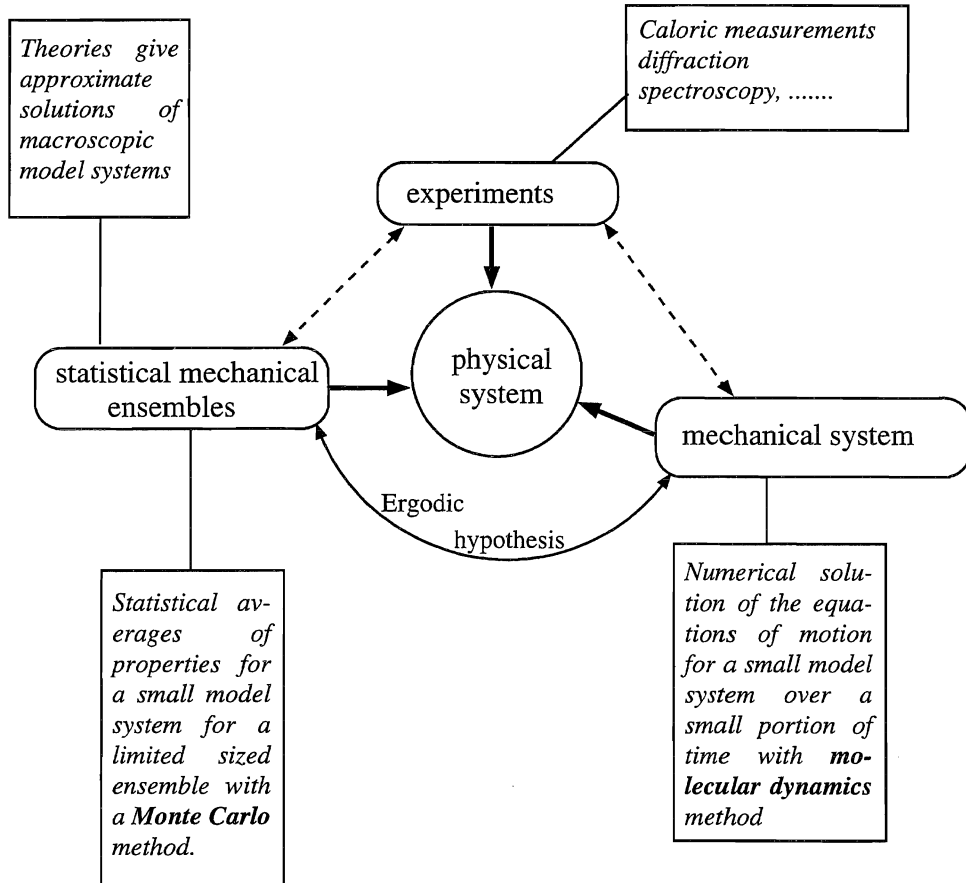 Theories give
approximate
solutions of
macroscopic
model systems
Caloric measurements
diffraction
spectroscopy, .......
experiments
physical
system
statistical mechanical
ensembles
mechanical system
Ergodic
hypothesis
Statistical av-
erages of
properties for
a small model
system for a
limited sized
ensemble with
a Monte Carlo
method.
Numerical solu-
tion of the equa-
tions of motion
for a small model
system over a
small portion of
time with mo-
lecular dynamics
method